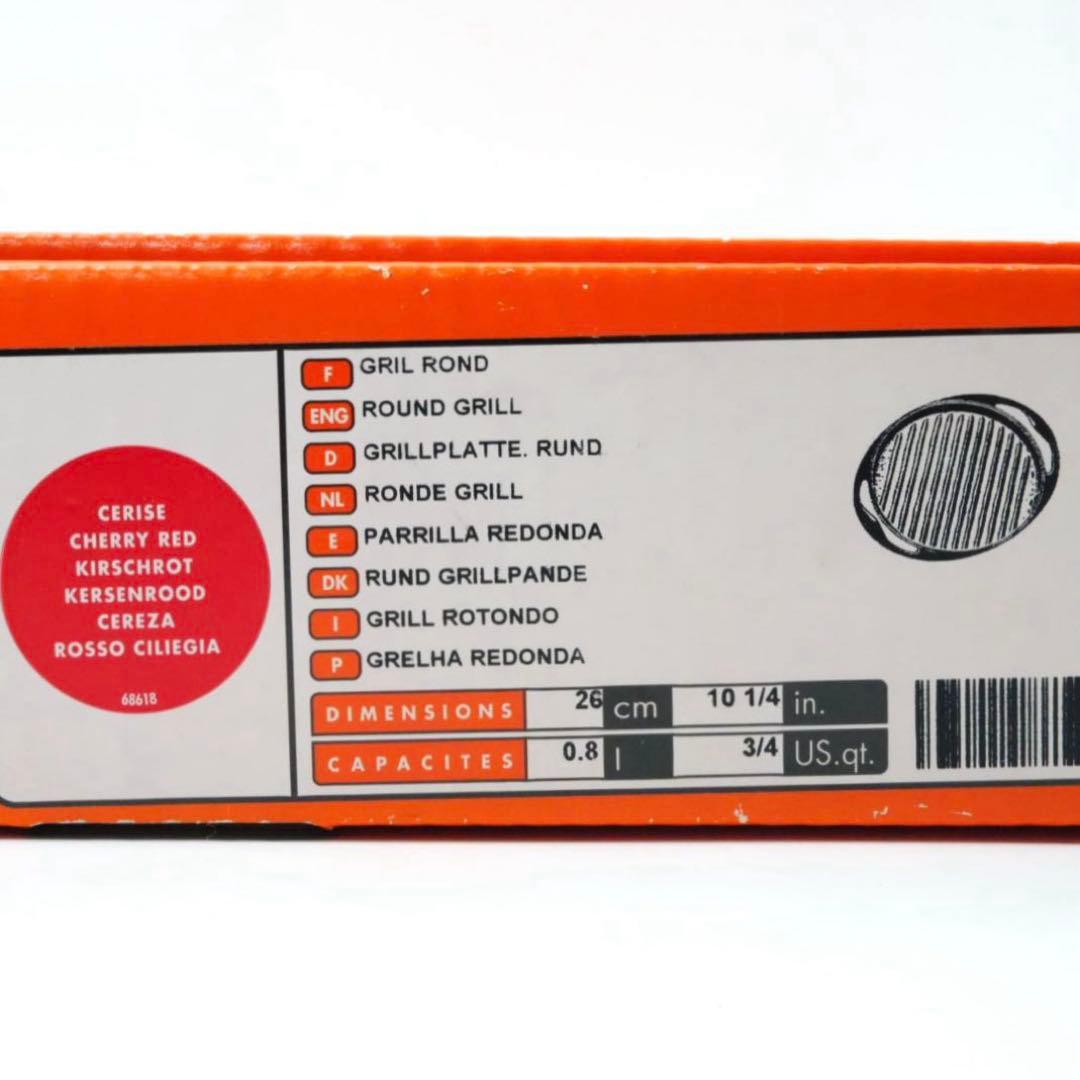 CERISE
CHERRY RED
KIRSCHROT
KERSENROOD
CEREZA
ROSSO CILIEGIA
68618
F GRIL ROND
ENG ROUND GRILL
D GRILLPLATTE. RUND
NL RONDE GRILL
E PARRILLA REDONDA
DK RUND GRILLPANDE
I GRILL ROTONDO
P GRELHA REDONDA
DIMENSIONS 26 cm 10 1/4 in.
CAPACITES 0.8 l 3/4 US.qt.